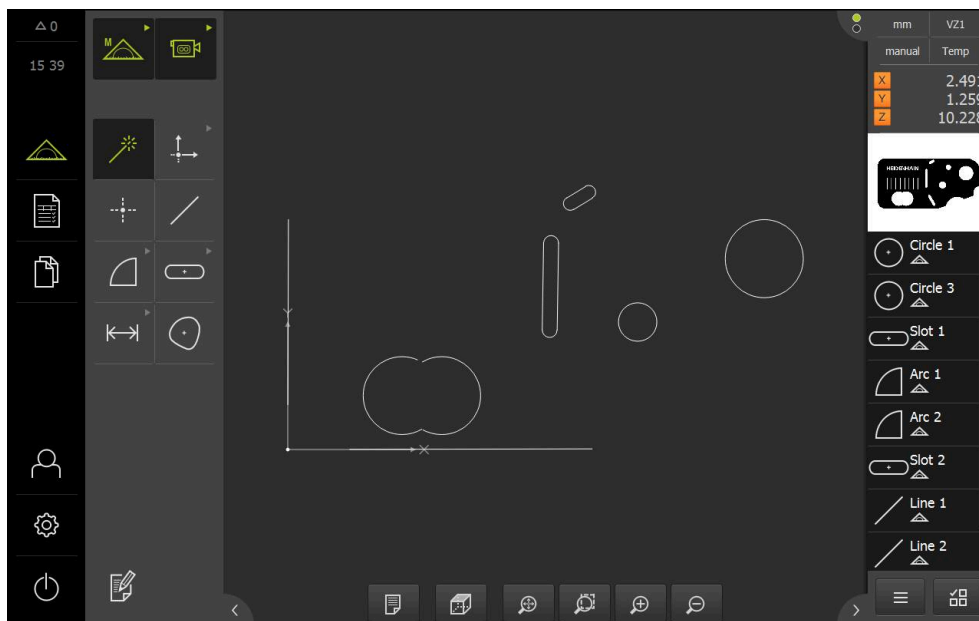 0
15 39
M
mm
VZ1
manual
Temp
X 2.491
Y 1.259
Z 10.228
HEIDENHAIN
Circle 1
Circle 3
Slot 1
Arc 1
Arc 2
Slot 2
Line 1
Line 2
Y
X